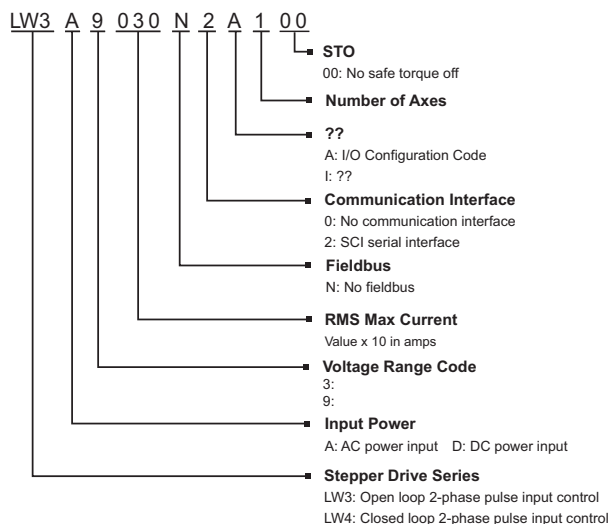 LW3 A 9 030 N 2 A 1 00
STO
00: No safe torque off
Number of Axes
??
A: I/O Configuration Code
I: ??
Communication Interface
0: No communication interface
2: SCI serial interface
Fieldbus
N: No fieldbus
RMS Max Current
Value x 10 in amps
Voltage Range Code
3:
9:
Input Power
A: AC power input D: DC power input
Stepper Drive Series
LW3: Open loop 2-phase pulse input control
LW4: Closed loop 2-phase pulse input control